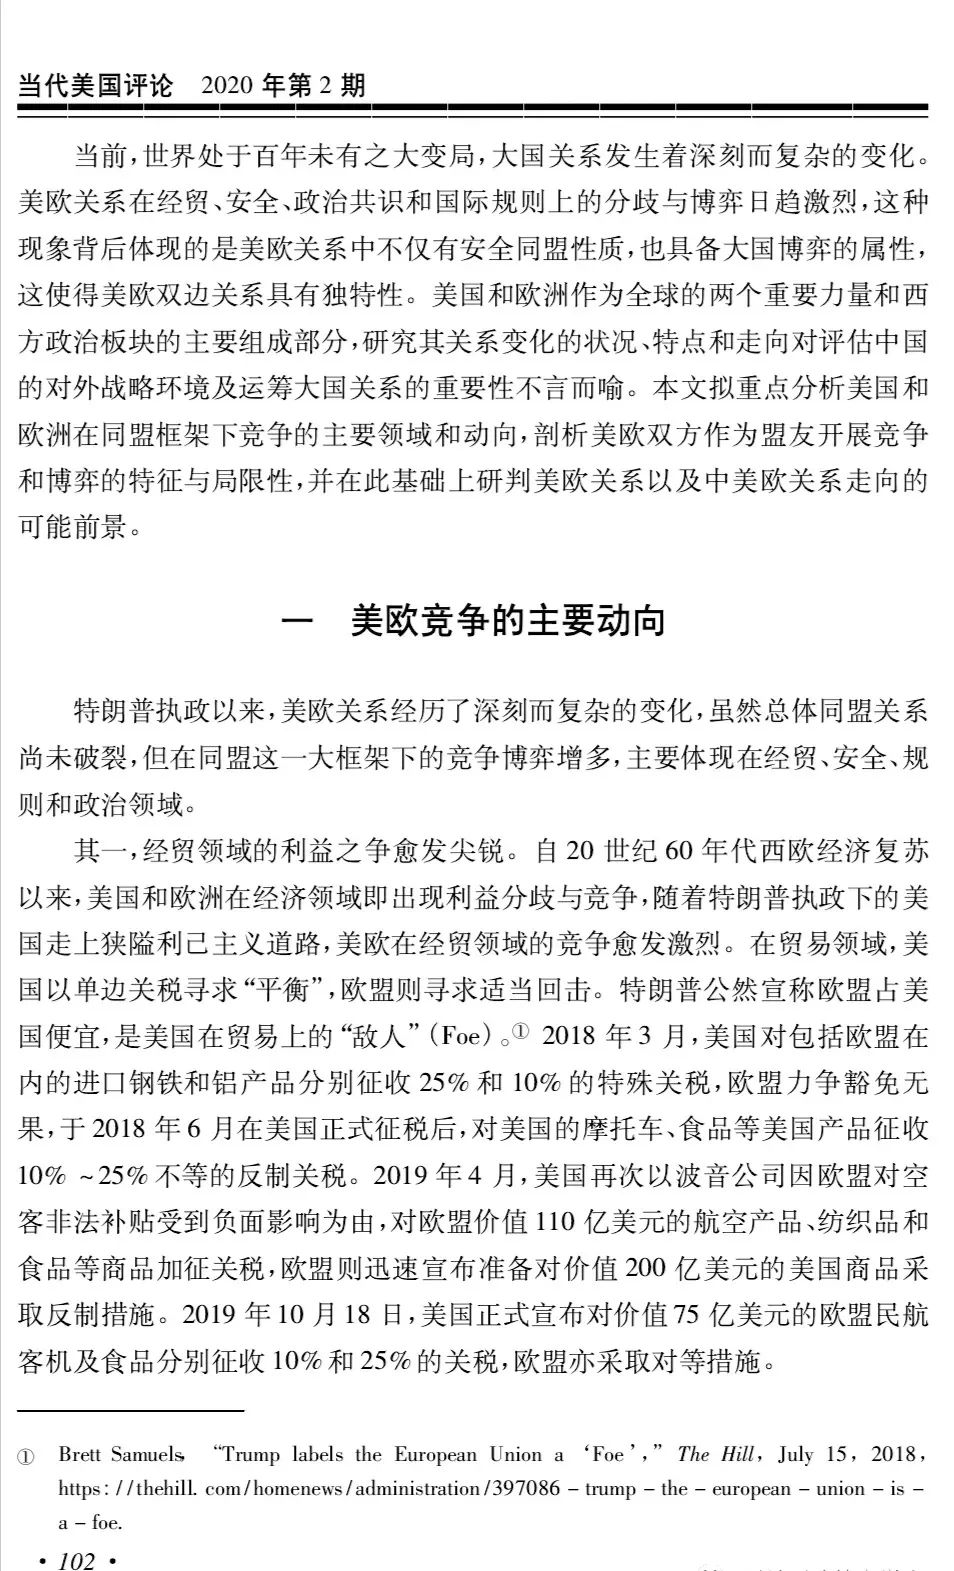 当代美国评论 2020 年第 2 期
当前，世界处于百年未有之大变局，大国关系发生着深刻而复杂的变化。
美欧关系在经贸、安全、政治共识和国际规则上的分歧与博弈日趋激烈，这种
现象背后体现的是美欧关系中不仅有安全同盟性质，也具备大国博弈的属性，
这使得美欧双边关系具有独特性。美国和欧洲作为全球的两个重要力量和西
方政治板块的主要组成部分，研究其关系变化的状况、特点和走向对评估中国
的对外战略环境及运筹大国关系的重要性不言而喻。本文拟重点分析美国和
欧洲在同盟框架下竞争的主要领域和动向，剖析美欧双方作为盟友开展竞争
和博弈的特征与局限性，并在此基础上研判美欧关系以及中美欧关系走向的
可能前景。
一 美欧竞争的主要动向
特朗普执政以来，美欧关系经历了深刻而复杂的变化，虽然总体同盟关系
尚未破裂，但在同盟这一大框架下的竞争博弈增多，主要体现在经贸、安全、规
则和政治领域。
其一，经贸领域的利益之争愈发尖锐。自 20 世纪 60 年代西欧经济复苏
以来，美国和欧洲在经济领域即出现利益分歧与竞争，随着特朗普执政下的美
国走上狭隘利己主义道路，美欧在经贸领域的竞争愈发激烈。在贸易领域，美
国以单边关税寻求“平衡”，欧盟则寻求适当回击。特朗普公然宣称欧盟占美
国便宜，是美国在贸易上的“敌人”（Foe）。① 2018 年 3 月，美国对包括欧盟在
内的进口钢铁和铝产品分别征收 25% 和 10% 的特殊关税，欧盟力争豁免无
果，于 2018 年 6 月在美国正式征税后，对美国的摩托车、食品等美国产品征收
10% ~25% 不等的反制关税。2019 年 4 月，美国再次以波音公司因欧盟对空
客非法补贴受到负面影响为由，对欧盟价值 110 亿美元的航空产品、纺织品和
食品等商品加征关税，欧盟则迅速宣布准备对价值 200 亿美元的美国商品采
取反制措施。2019 年 10 月 18 日，美国正式宣布对价值 75 亿美元的欧盟民航
客机及食品分别征收 10% 和 25% 的关税，欧盟亦采取对等措施。
① Brett Samuels, “Trump labels the European Union a ‘Foe’,” The Hill, July 15, 2018,
https: //thehill. com/homenews/administration/397086 – trump – the – european – union – is –
a – foe.
· 102 ·